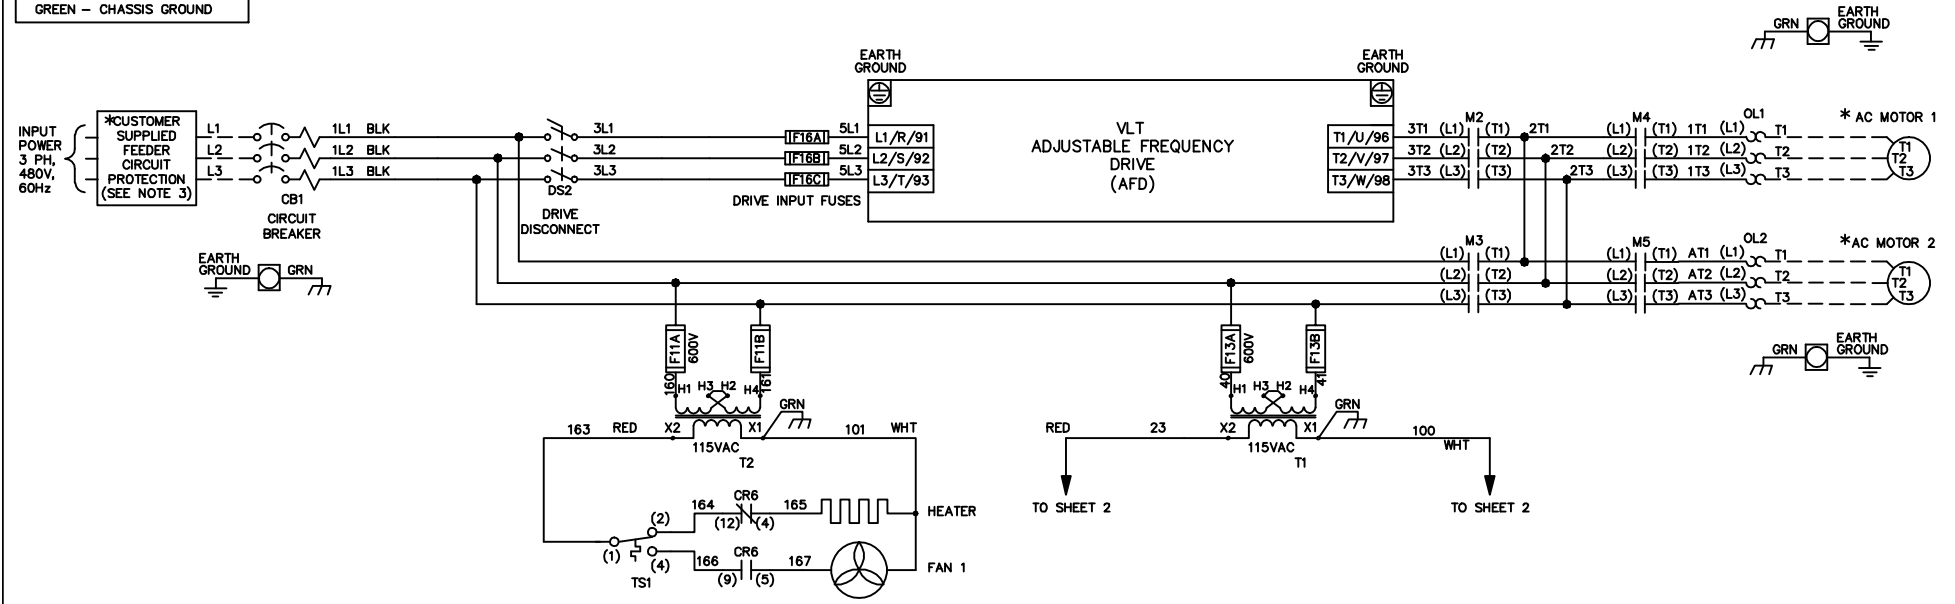 GREEN – CHASSIS GROUND
INPUT
POWER
3 PH,
480V,
60Hz
*CUSTOMER
SUPPLIED
FEEDER
CIRCUIT
PROTECTION
(SEE NOTE 3)
L1
L2
L3
CB1
CIRCUIT
BREAKER
1L1 BLK
1L2 BLK
1L3 BLK
EARTH
GROUND
GRN
DS2
DRIVE
DISCONNECT
3L1
3L2
3L3
F16A
F16B
F16C
DRIVE INPUT FUSES
5L1
5L2
5L3
EARTH
GROUND
L1/R/91
L2/S/92
L3/T/93
VLT
ADJUSTABLE FREQUENCY
DRIVE
(AFD)
EARTH
GROUND
T1/U/96
T2/V/97
T3/W/98
3T1 (L1) M2 (T1) 2T1 (L1) M4 (T1) 1T1 (L1) OL1 T1
3T2 (L2) (T2) 2T2 (L2) (T2) 1T2 (L2) T2
3T3 (L3) (T3) 2T3 (L3) (T3) 1T3 (L3) T3
GRN
EARTH
GROUND
* AC MOTOR 1
T1
T2
T3
(L1) M3 (T1) (L1) M5 (T1) AT1 (L1) OL2 T1
(L2) (T2) (L2) (T2) AT2 (L2) T2
(L3) (T3) (L3) (T3) AT3 (L3) T3
*AC MOTOR 2
T1
T2
T3
GRN
EARTH
GROUND
F11A
600V
F11B
160
161
H1 H3 H2 H4
GRN
163 RED X2 X1 101 WHT
115VAC
T2
F13A
600V
F13B
40
41
H1 H3 H2 H4
GRN
RED 23 X2 X1 100
WHT
115VAC
T1
TO SHEET 2
TO SHEET 2
(1)
(2)
(4)
TS1
164 CR6 165
(12) (4)
HEATER
166 CR6 167
(9) (5)
FAN 1